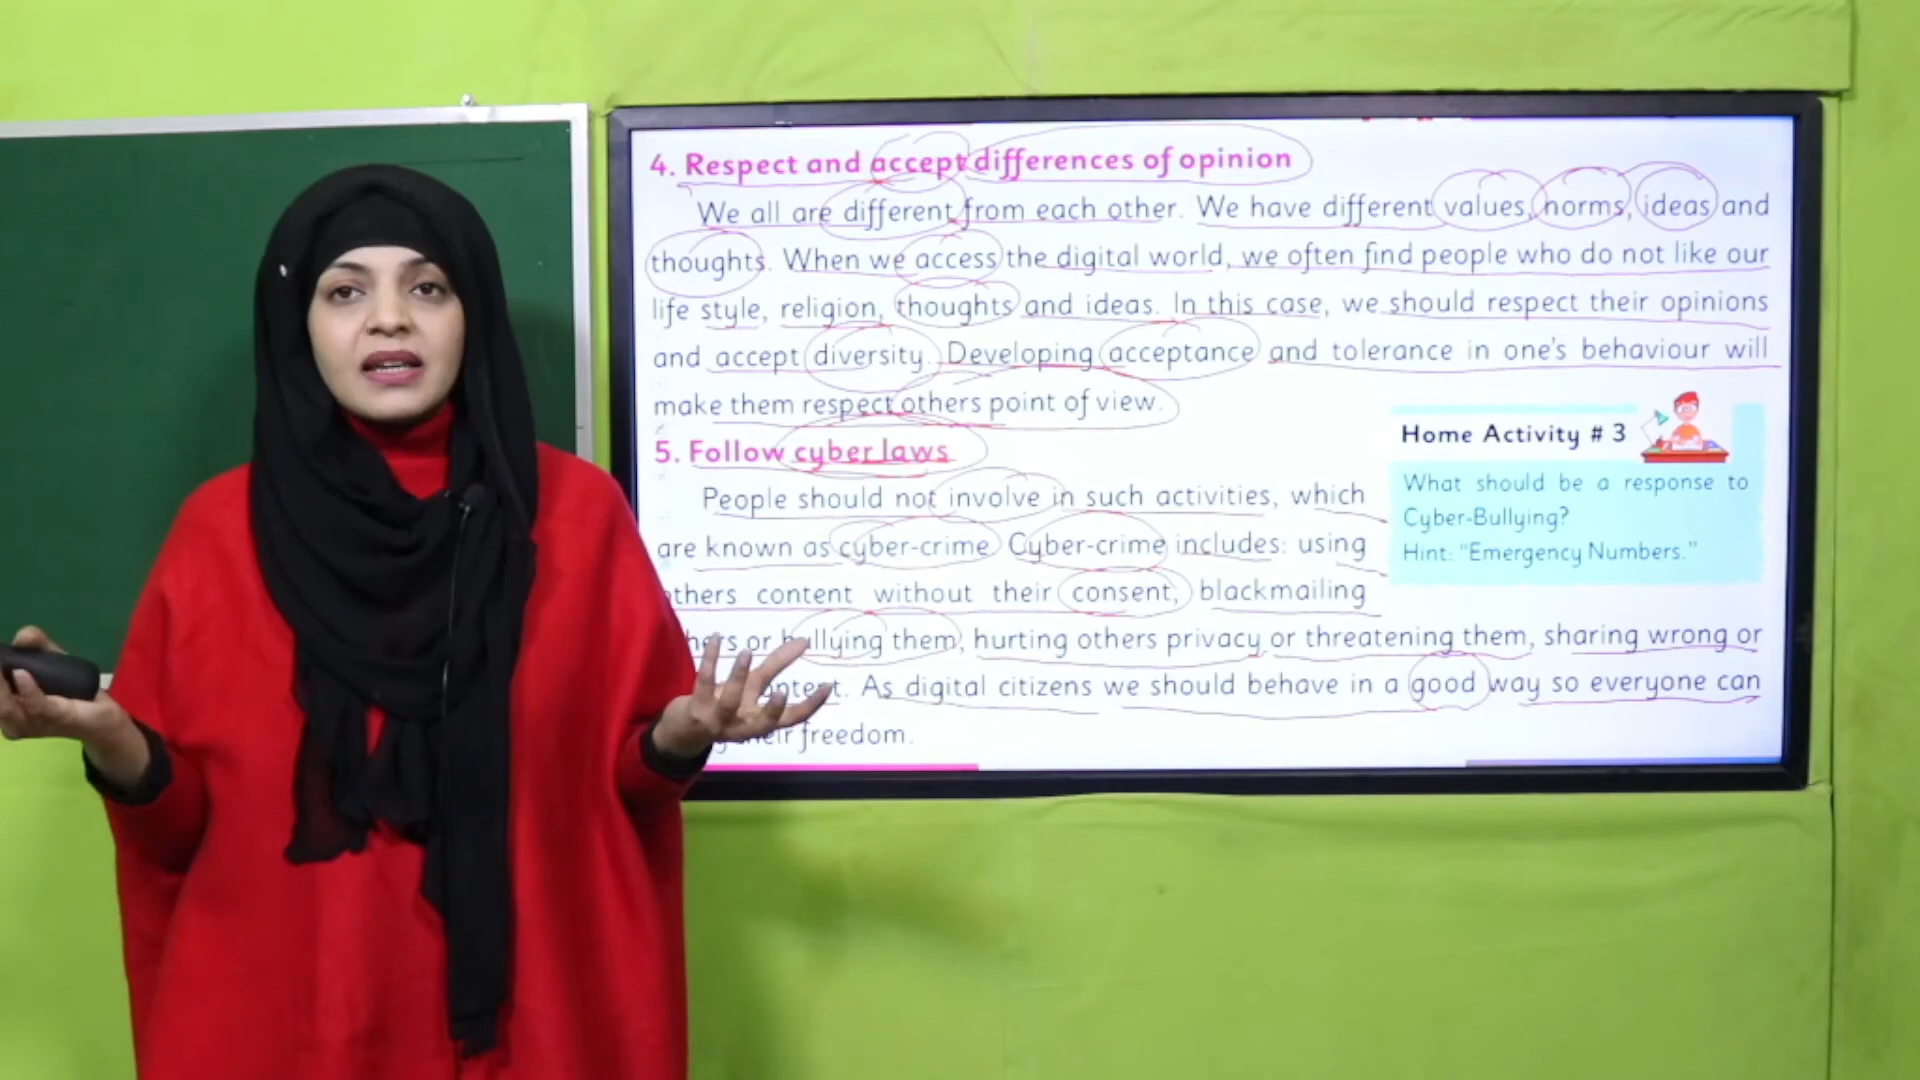 4. Respect and accept differences of opinion
We all are different from each other. We have different values, norms, ideas and
thoughts. When we access the digital world, we often find people who do not like our
life style, religion, thoughts and ideas. In this case, we should respect their opinions
and accept diversity. Developing acceptance and tolerance in one's behaviour will
make them respect others point of view.
5. Follow cyber laws
People should not involve in such activities, which
are known as cyber-crime. Cyber-crime includes: using
content without their consent, blackmailing
or bullying them, hurting others privacy or threatening them, sharing wrong or
As digital citizens we should behave in a good way so everyone can
freedom.
Home Activity # 3
What should be a response to
Cyber-Bullying?
Hint: “Emergency Numbers.”